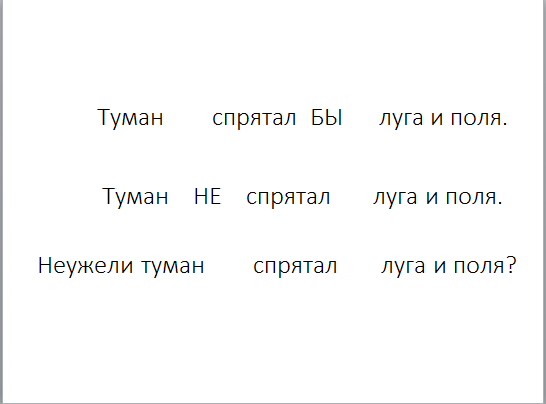 Туман спрятал БЫ луга и поля.
Туман НЕ спрятал луга и поля.
Неужели туман спрятал луга и поля?